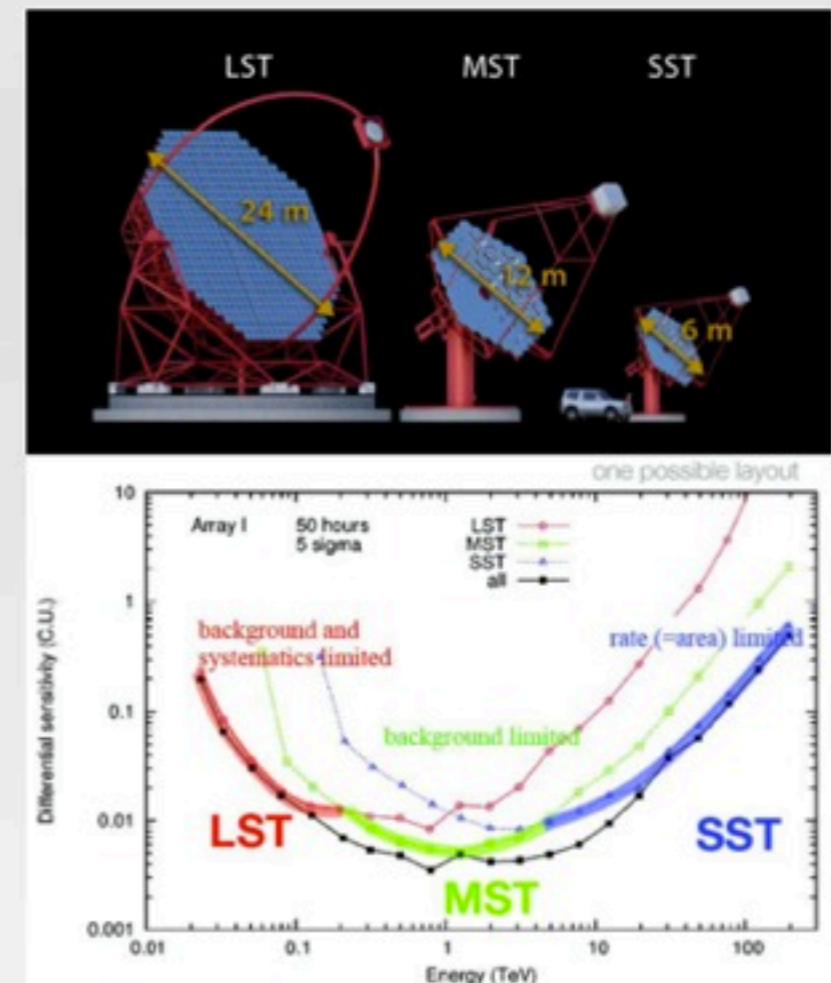 LST MST SST
24 m
12 m
6 m
one possible layout
10
Array I 50 hours
5 sigma
LST
MST
SST
all
1
background and
systematics limited
rate (=area) limited
background limited
0.1
0.01
LST
MST
SST
0.001
0.01 0.1 1 10 100
Differential sensitivity (C.U.)
Energy (TeV)